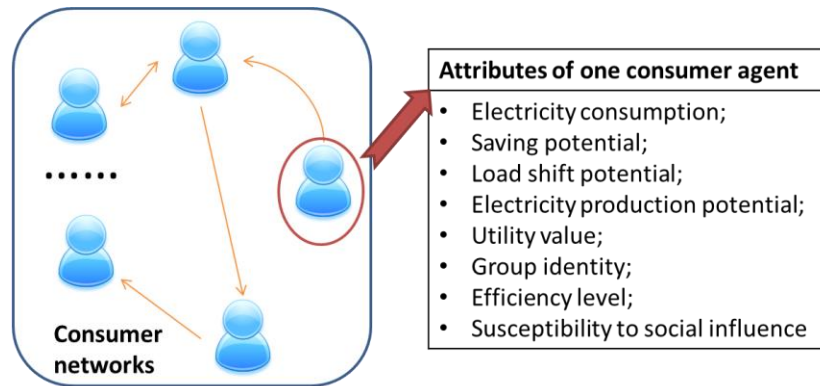 Consumer
networks
Attributes of one consumer agent
• Electricity consumption;
• Saving potential;
• Load shift potential;
• Electricity production potential;
• Utility value;
• Group identity;
• Efficiency level;
• Susceptibility to social influence